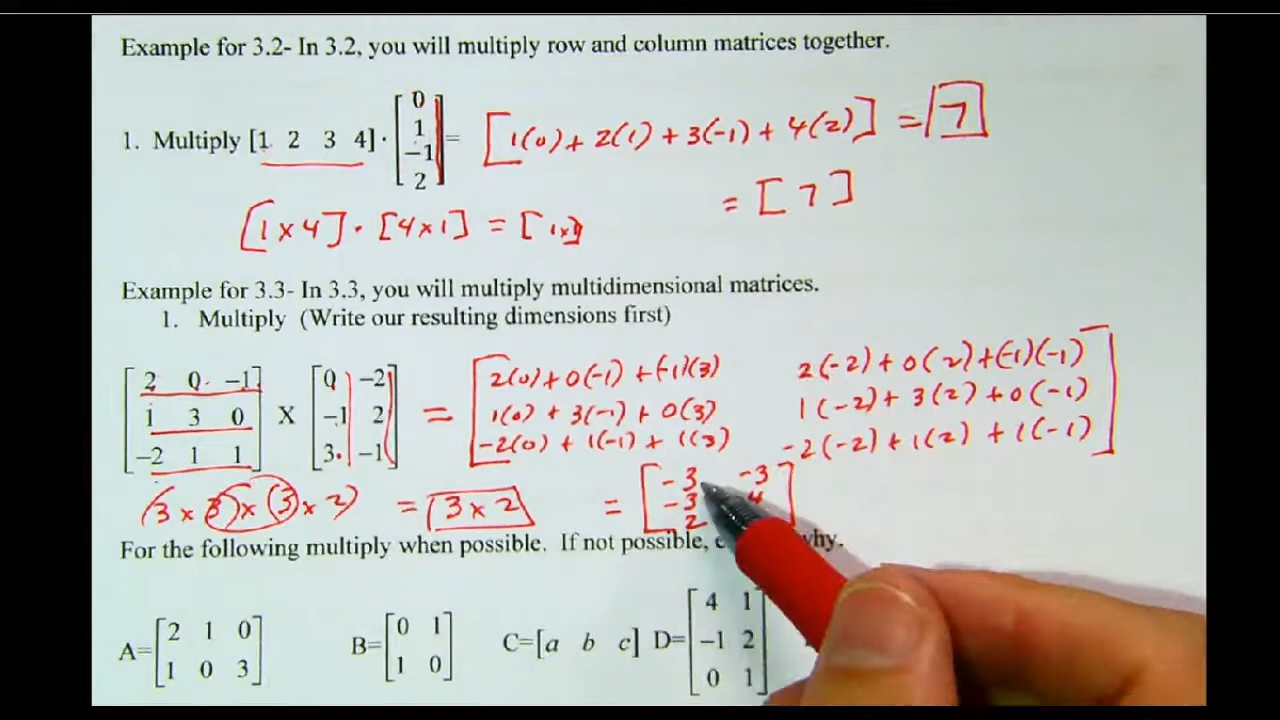 Example for 3.2- In 3.2, you will multiply row and column matrices together.
1. Multiply [1 2 3 4] · [0 1 −1 2] = [1(0) + 2(1) + 3(-1) + 4(2)] = 7
= [7]
[1 x 4] · [4 x 1] = [1x1]
Example for 3.3- In 3.3, you will multiply multidimensional matrices.
1. Multiply (Write our resulting dimensions first)
2 0 −1 0 −2 2(0) + 0(-1) + (-1)(3) 2(-2) + 0(2) + (-1)(-1)
1 3 0 X −1 2 = 1(0) + 3(-1) + 0(3) 1(-2) + 3(2) + 0(-1)
−2 1 1 3 −1 -2(0) + 1(-1) + 1(3) -2(-2) + 1(2) + 1(-1)
(3 x 3) x (3 x 2) = 3 x 2 = -3 -3
-3 4
2
For the following multiply when possible. If not possible, why.
A= [2 1 0 B= [0 1 C=[a b c] D= [4 1
1 0 3] 1 0] −1 2
0 1]